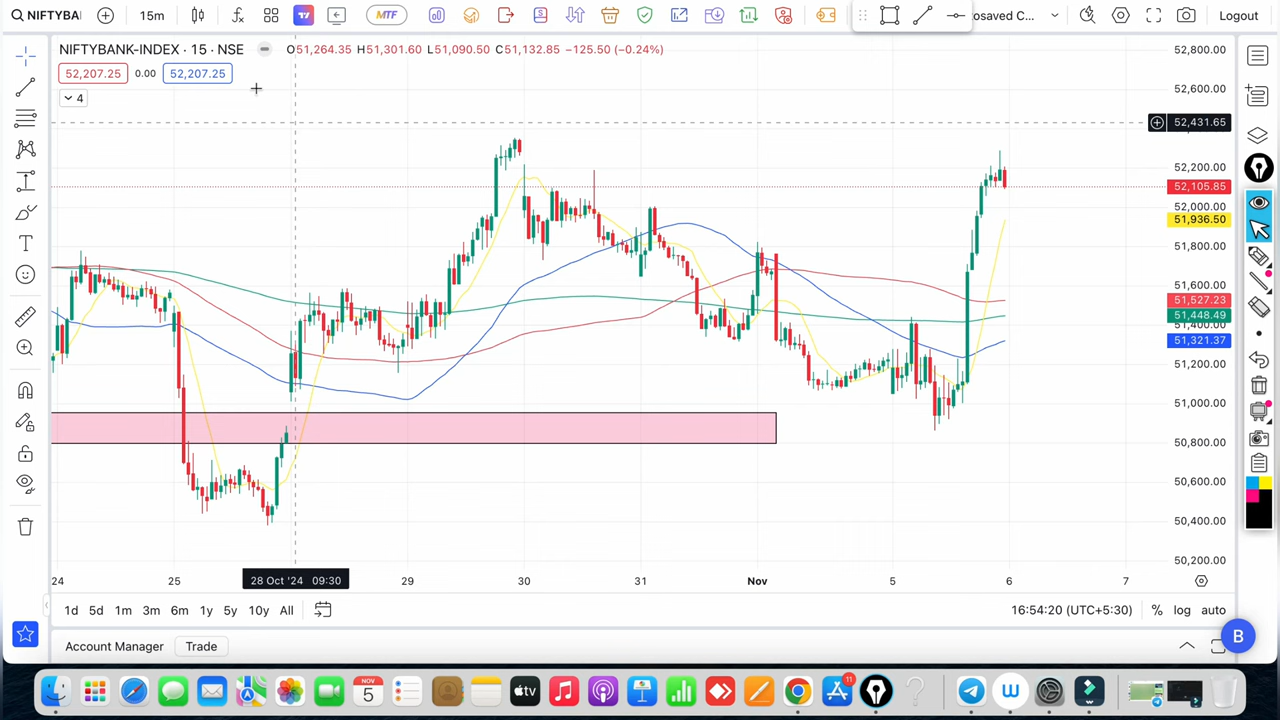 NIFTYBA
15m
MTF
osaved C...
Logout
NIFTYBANK-INDEX · 15 · NSE
O51,264.35 H51,301.60 L51,090.50 C51,132.85 −125.50 (−0.24%)
52,207.25 0.00 52,207.25
4
52,800.00
52,600.00
52,431.65
52,200.00
52,105.85
52,000.00
51,936.50
51,800.00
51,600.00
51,527.23
51,448.49
51,400.00
51,321.37
51,200.00
51,000.00
50,800.00
50,600.00
50,400.00
50,200.00
24 25 28 Oct '24 09:30 29 30 31 Nov 5 6 7
1d 5d 1m 3m 6m 1y 5y 10y All 16:54:20 (UTC+5:30) % log auto
B
Account Manager Trade
NOV
5
tv
11
W